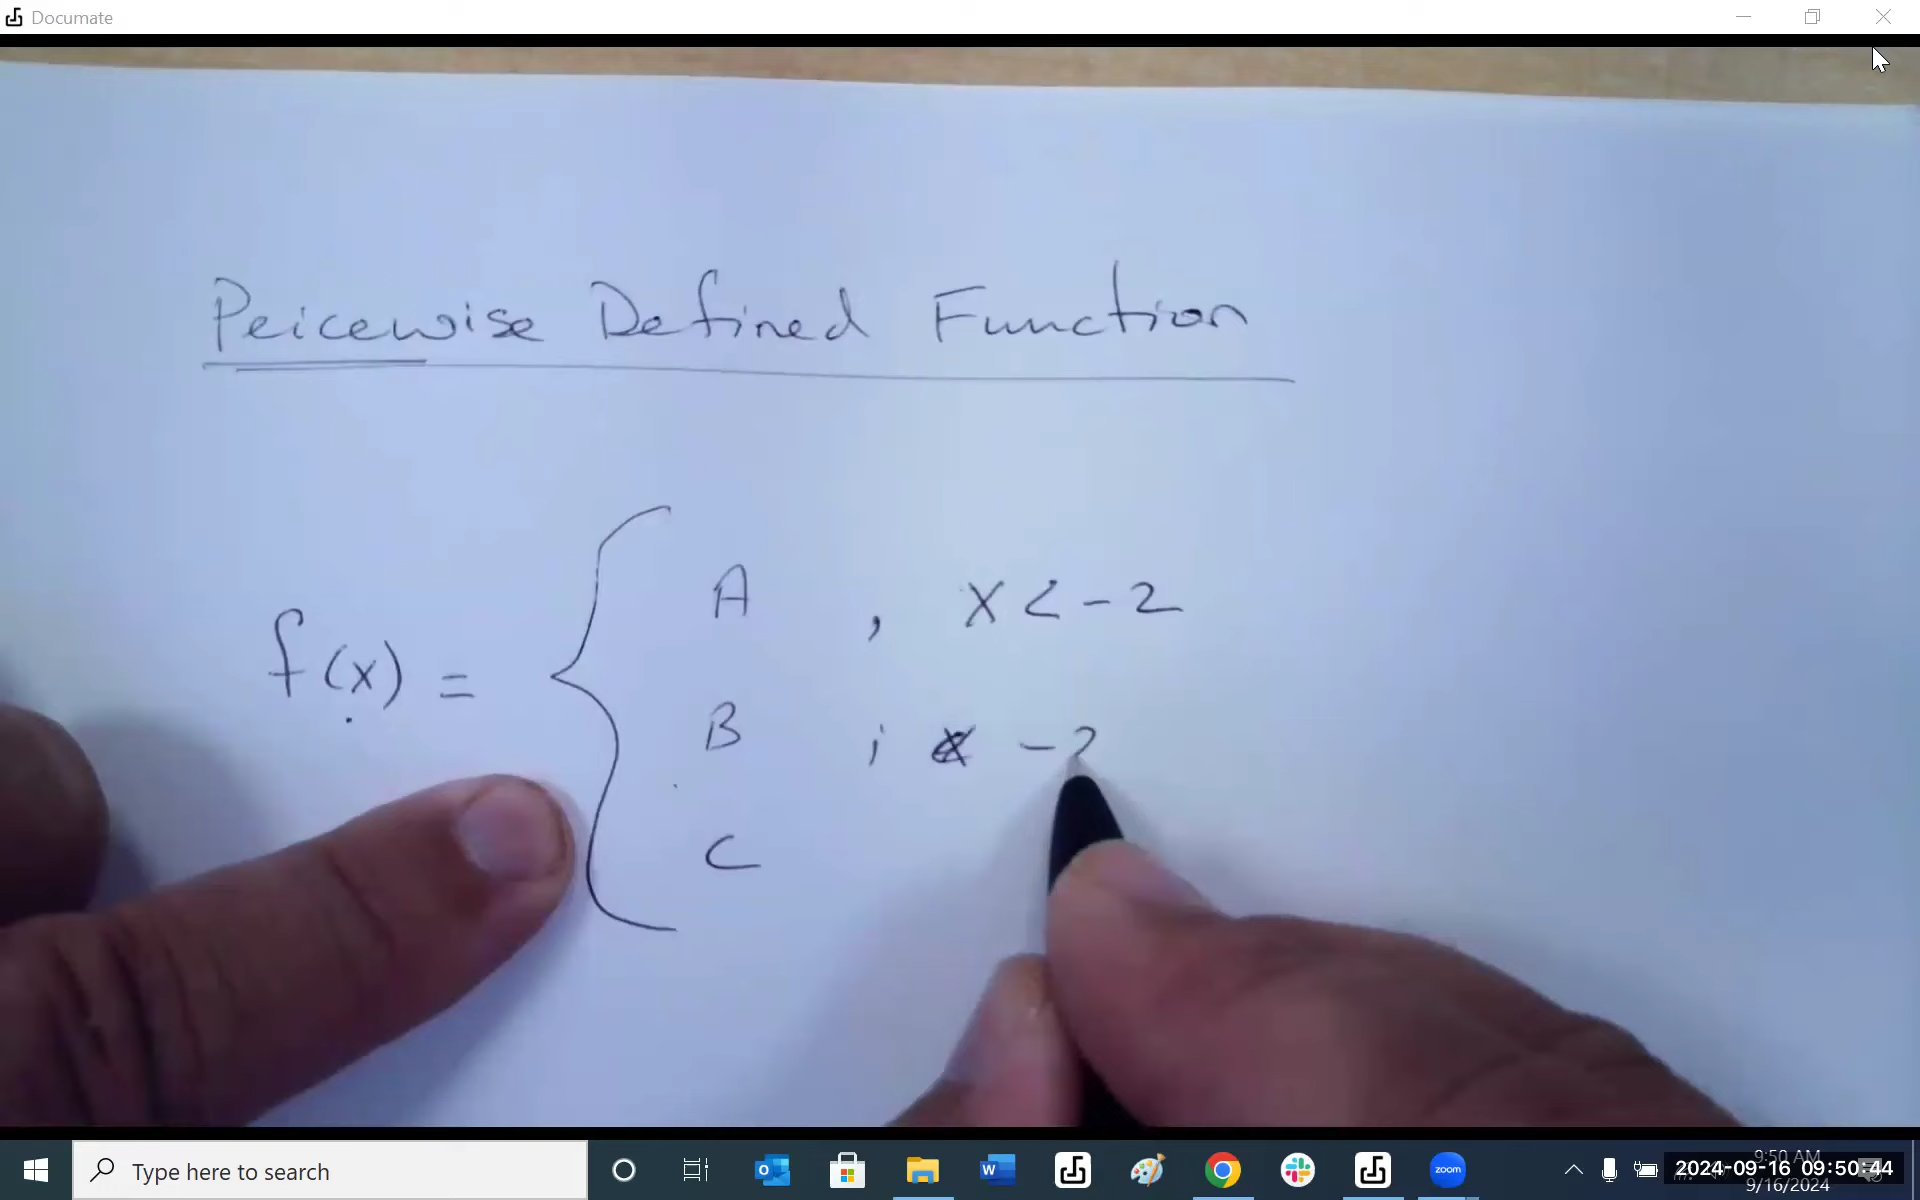 Documate
Peicewise Defined Function
f(x) =
A , x < -2
B , -2
C
Type here to search
zoom
9:50 AM
2024-09-16 09:50:44
9/16/2024